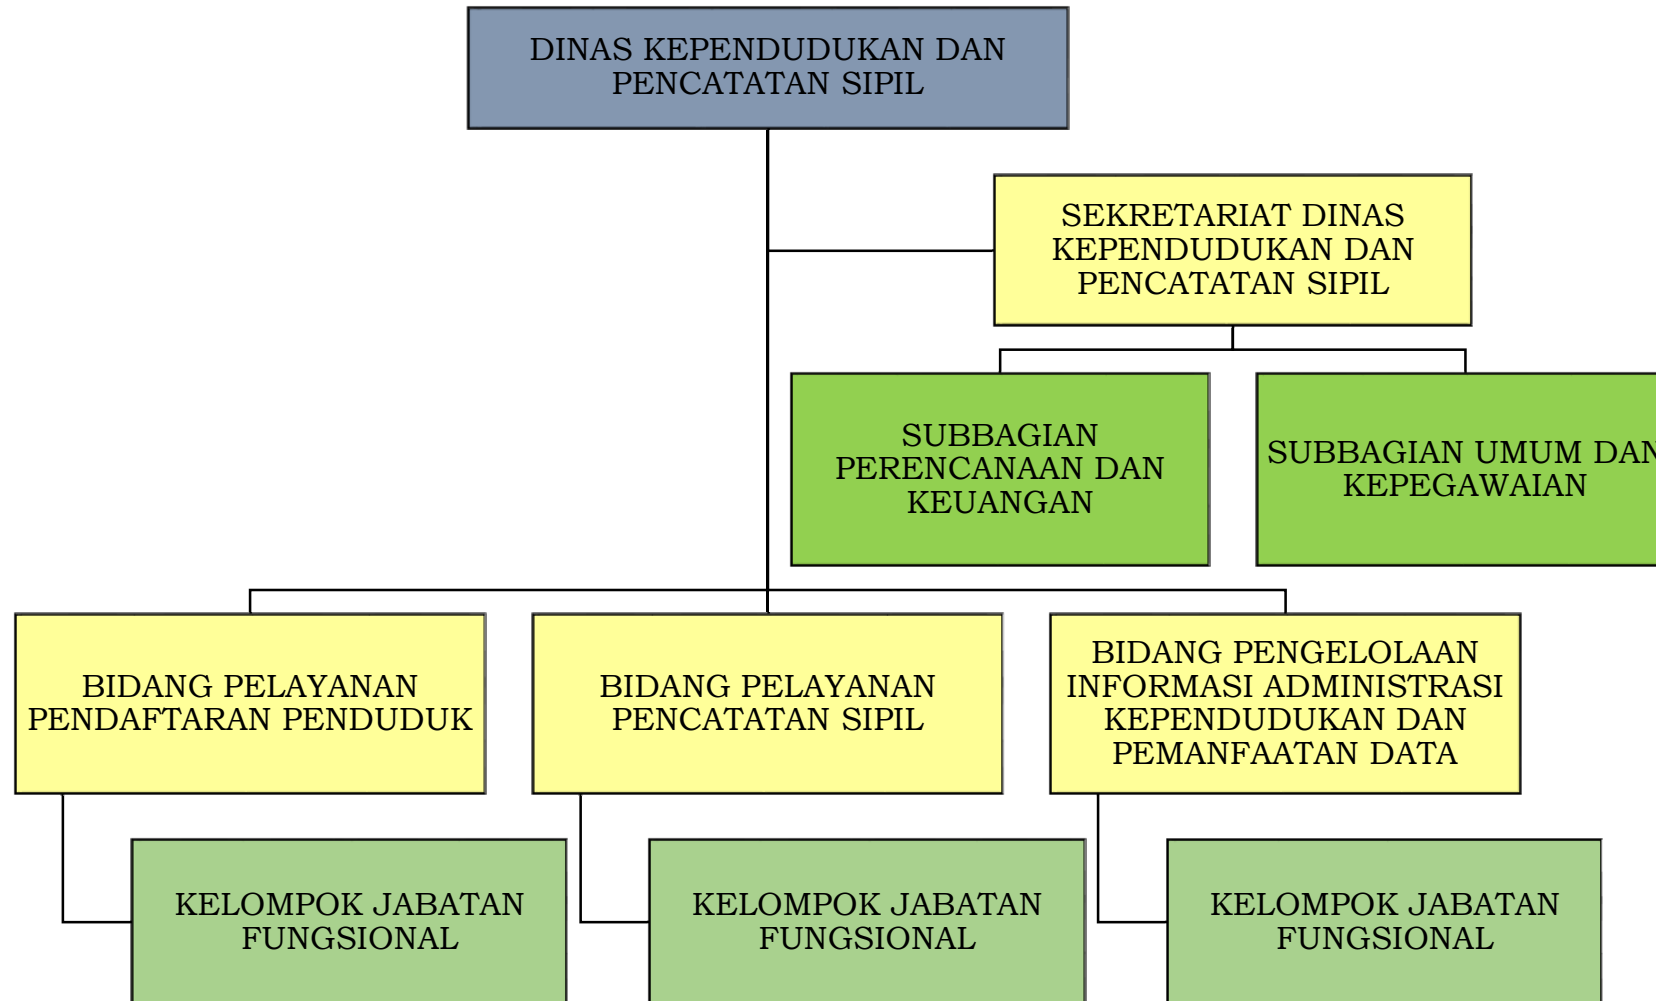 DINAS KEPENDUDUKAN DAN
PENCATATAN SIPIL
SEKRETARIAT DINAS
KEPENDUDUKAN DAN
PENCATATAN SIPIL
SUBBAGIAN
PERENCANAAN DAN
KEUANGAN
SUBBAGIAN UMUM DAN
KEPEGAWAIAN
BIDANG PELAYANAN
PENDAFTARAN PENDUDUK
BIDANG PELAYANAN
PENCATATAN SIPIL
BIDANG PENGELOLAAN
INFORMASI ADMINISTRASI
KEPENDUDUKAN DAN
PEMANFAATAN DATA
KELOMPOK JABATAN
FUNGSIONAL
KELOMPOK JABATAN
FUNGSIONAL
KELOMPOK JABATAN
FUNGSIONAL